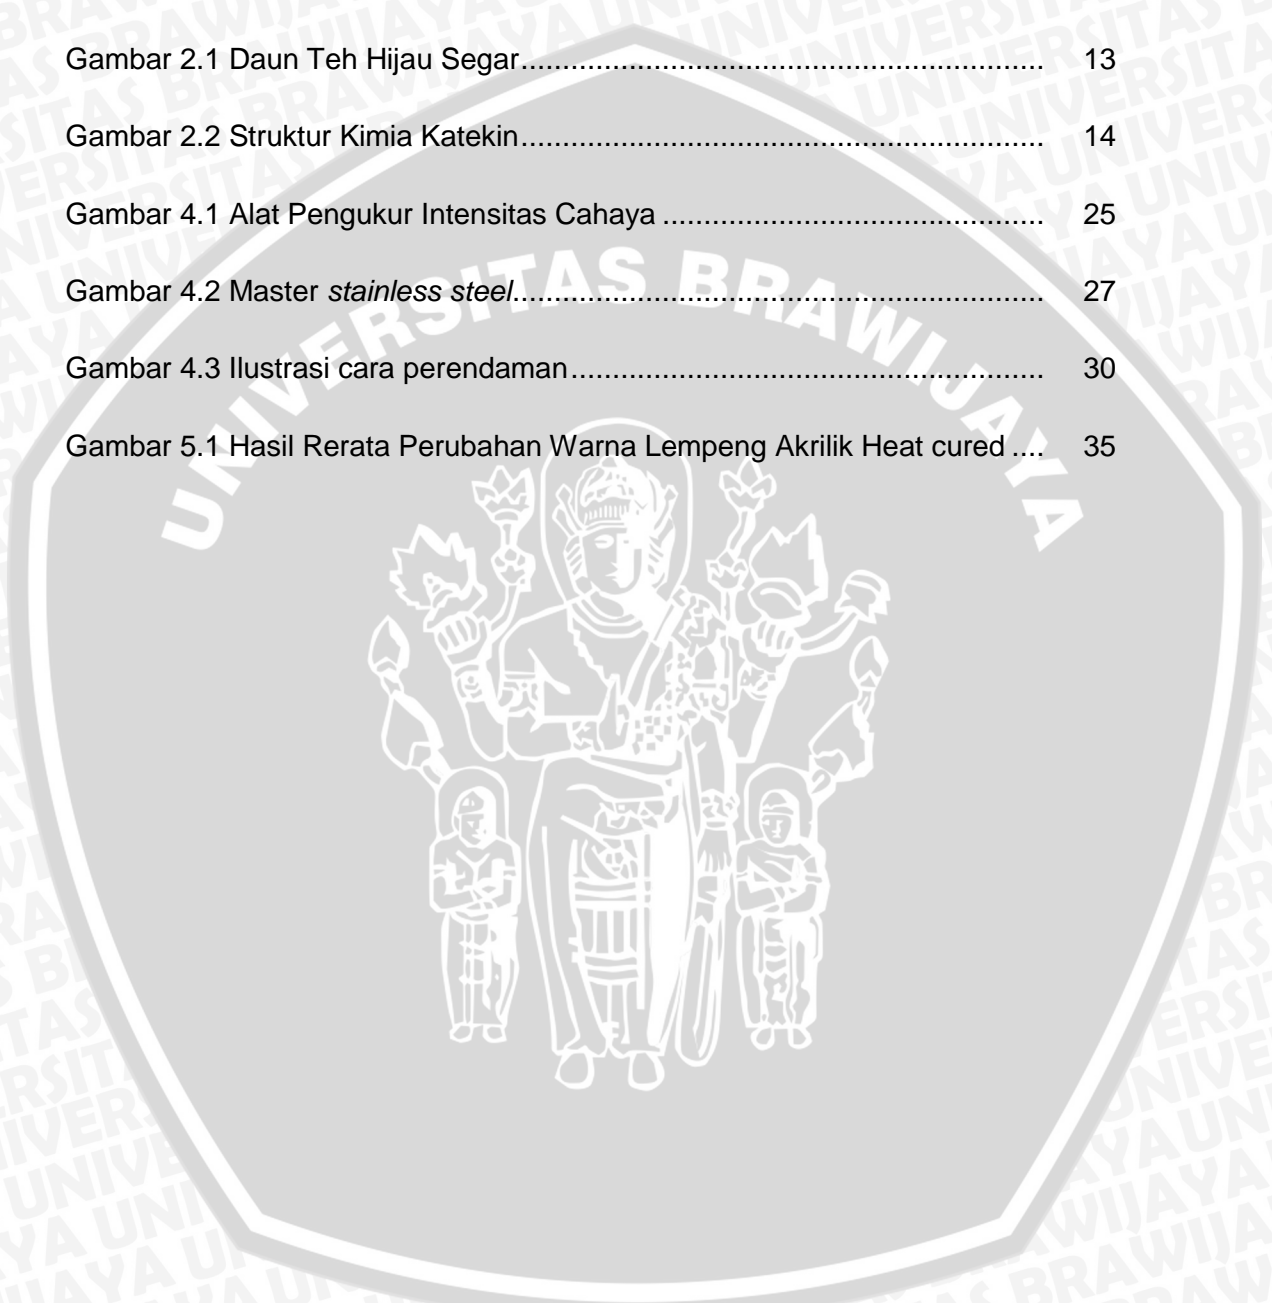 Gambar 2.1 Daun Teh Hijau Segar............................................................... 13
Gambar 2.2 Struktur Kimia Katekin............................................................... 14
Gambar 4.1 Alat Pengukur Intensitas Cahaya .............................................. 25
Gambar 4.2 Master stainless steel................................................................ 27
Gambar 4.3 Ilustrasi cara perendaman......................................................... 30
Gambar 5.1 Hasil Rerata Perubahan Warna Lempeng Akrilik Heat cured .... 35
UNIVERSITAS BRAWIJAYA